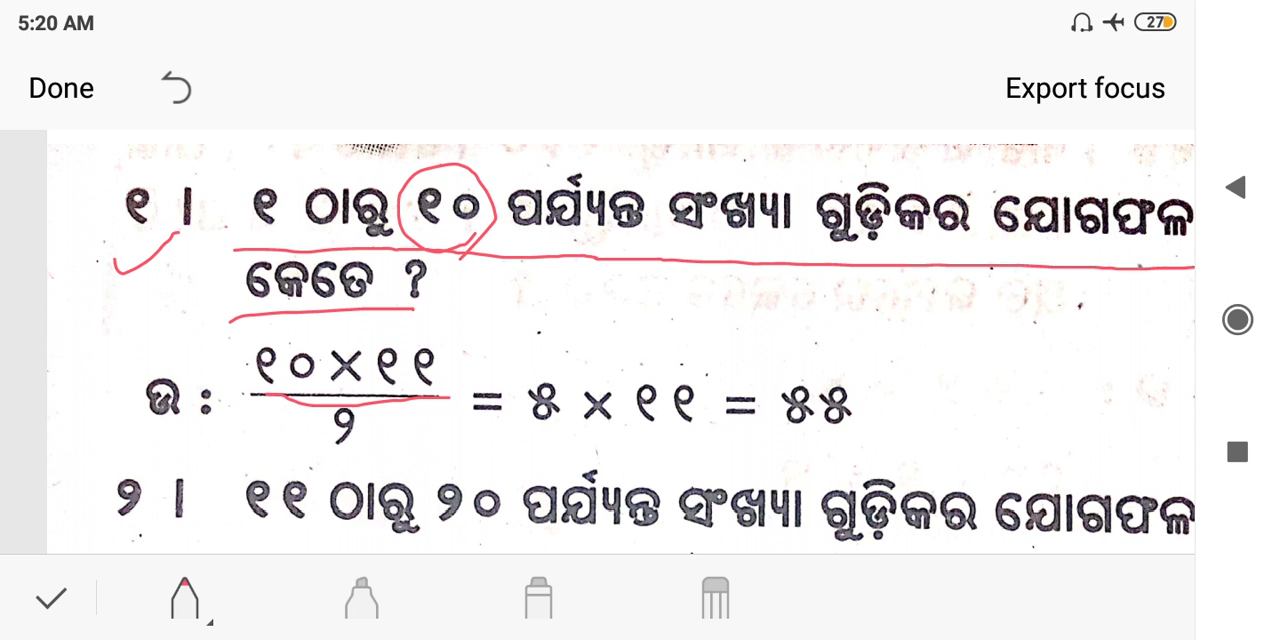 5:20 AM
27
Done
Export focus
୧ । ୧ ଠାରୁ ୧୦ ପର୍ଯ୍ୟନ୍ତ ସଂଖ୍ୟା ଗୁଡ଼ିକର ଯୋଗଫଳ
କେତେ ?
ଉ : ୧୦×୧୧
୨
= ୫ × ୧୧ = ୫୫
୨ । ୧୧ ଠାରୁ ୨୦ ପର୍ଯ୍ୟନ୍ତ ସଂଖ୍ୟା ଗୁଡ଼ିକର ଯୋଗଫଳ